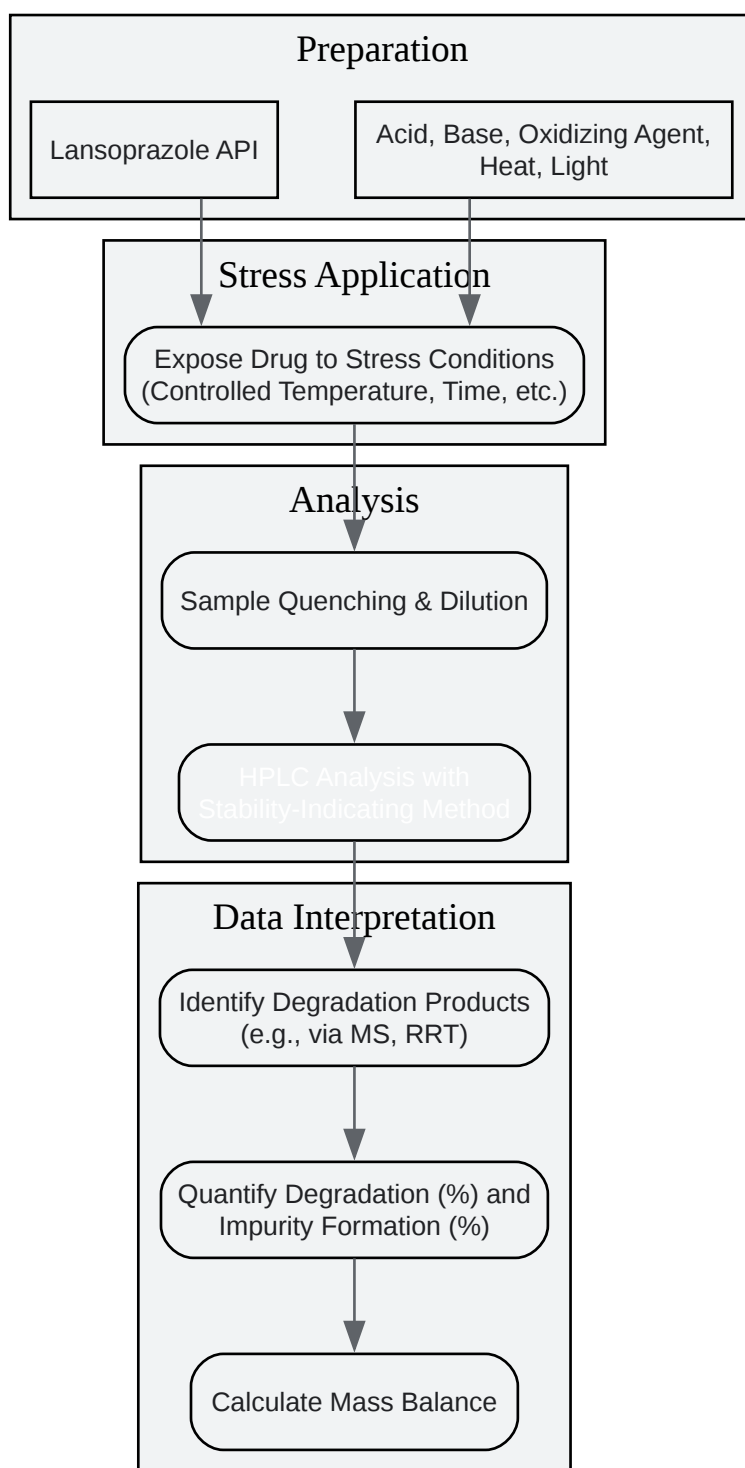 Preparation
Lansoprazole API
Acid, Base, Oxidizing Agent,
Heat, Light
Stress Application
Expose Drug to Stress Conditions
(Controlled Temperature, Time, etc.)
Analysis
Sample Quenching & Dilution
HPLC Analysis with
Stability-Indicating Method
Data Interpretation
Identify Degradation Products
(e.g., via MS, RRT)
Quantify Degradation (%) and
Impurity Formation (%)
Calculate Mass Balance